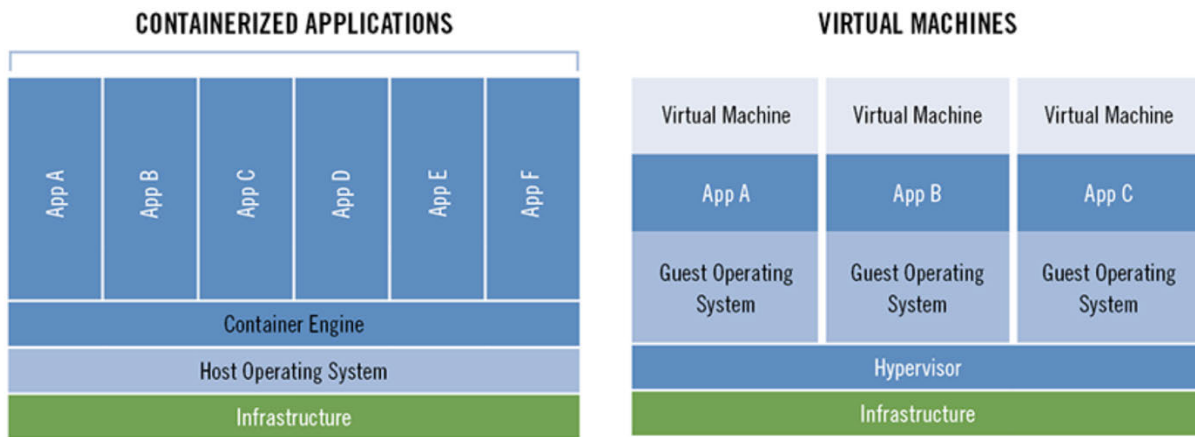 CONTAINERIZED APPLICATIONS
App A
App B
App C
App D
App E
App F
Container Engine
Host Operating System
Infrastructure
VIRTUAL MACHINES
Virtual Machine
Virtual Machine
Virtual Machine
App A
App B
App C
Guest Operating
System
Guest Operating
System
Guest Operating
System
Hypervisor
Infrastructure